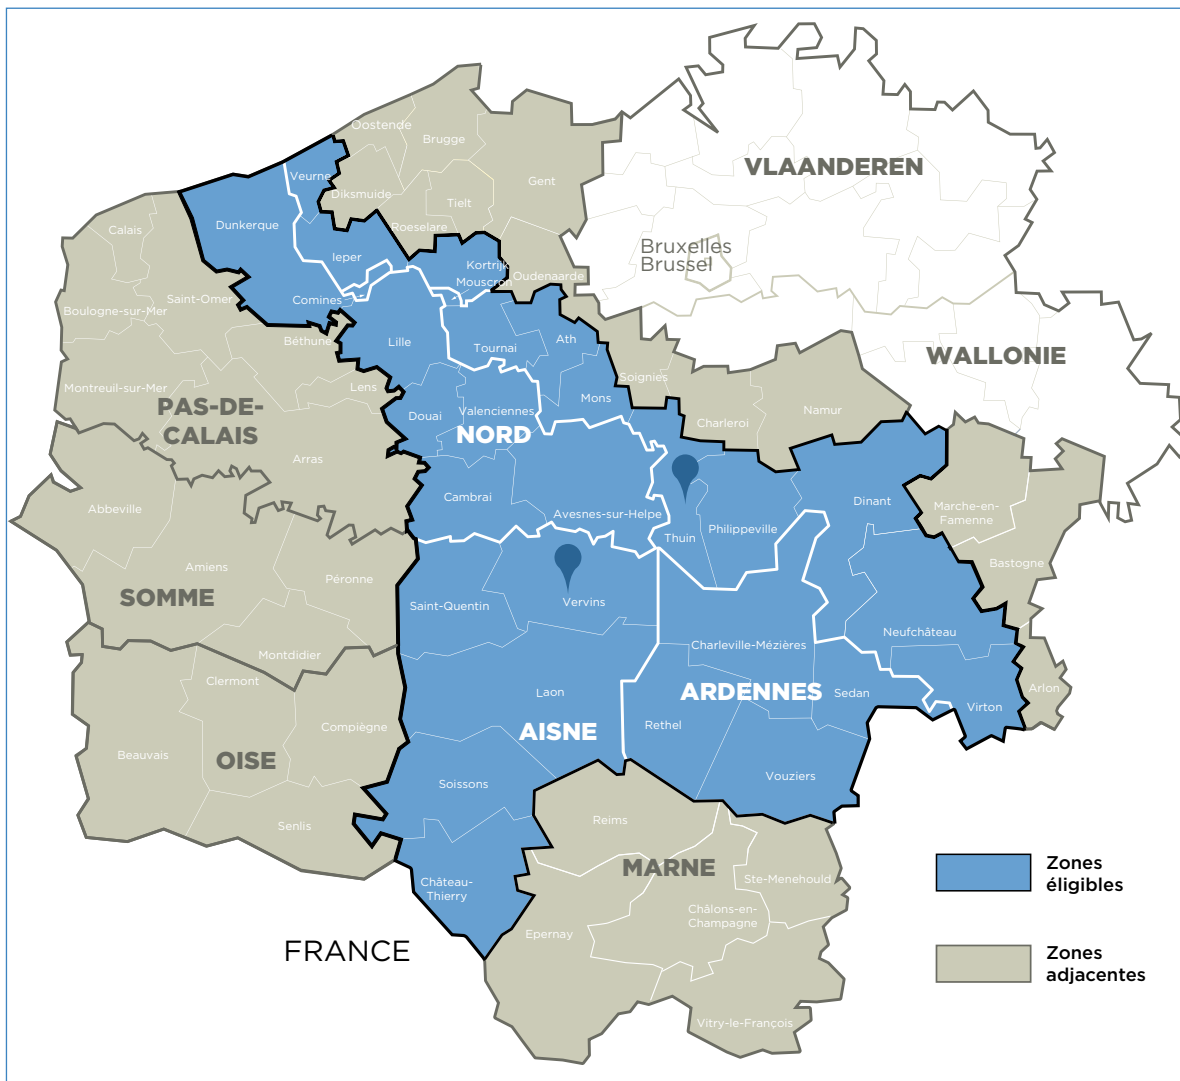 Oostende
Brugge
VLAANDEREN
Veurne
Diksmuide
Gent
Tielt
Dunkerque
Roeselare
Calais
Ieper
Bruxelles
Brussel
Kortrijk
Mouscron
Oudenaarde
Saint-Omer
Comines
Boulogne-sur-Mer
Béthune
Lille
Tournai
Ath
WALLONIE
Soignies
Montreuil-sur-Mer
Lens
Mons
PAS-DE-
CALAIS
Douai
Valenciennes
NORD
Charleroi
Namur
Arras
Cambrai
Dinant
Abbeville
Avesnes-sur-Helpe
Thuin
Philippeville
Marche-en-
Famenne
Bastogne
Amiens
Péronne
SOMME
Saint-Quentin
Vervins
Neufchâteau
Montdidier
Charleville-Mézières
Clermont
Laon
ARDENNES
Sedan
Arlon
Virton
Compiègne
Rethel
AISNE
Beauvais
OISE
Soissons
Vouziers
Senlis
Reims
MARNE
Château-
Thierry
Ste-Menehould
Châlons-en-
Champagne
Epernay
FRANCE
Vitry-le-François
Zones
éligibles
Zones
adjacentes